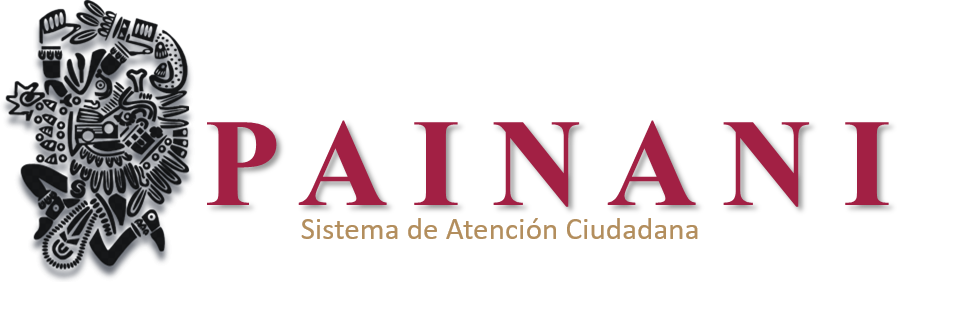 PAINANI
Sistema de Atención Ciudadana